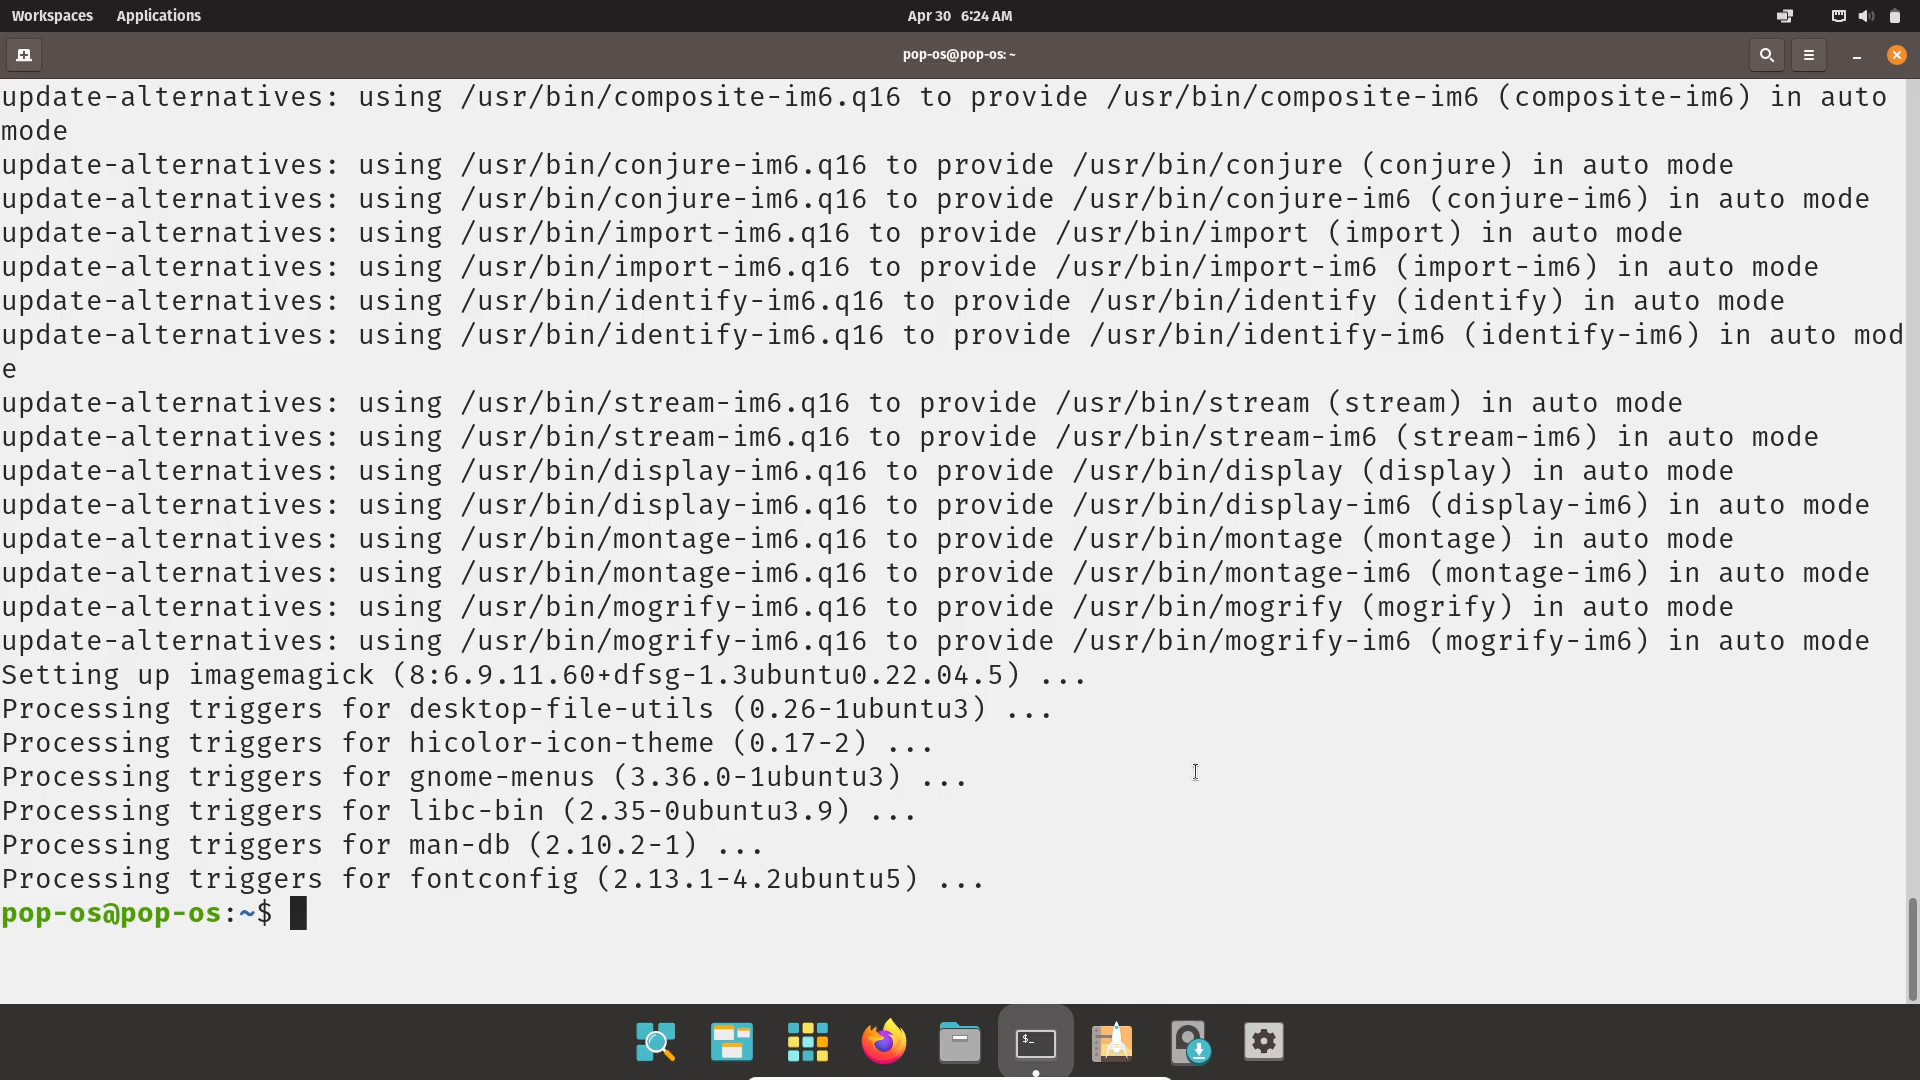 Workspaces Applications Apr 30 6:24 AM
pop-os@pop-os: ~
update-alternatives: using /usr/bin/composite-im6.q16 to provide /usr/bin/composite-im6 (composite-im6) in auto
mode
update-alternatives: using /usr/bin/conjure-im6.q16 to provide /usr/bin/conjure (conjure) in auto mode
update-alternatives: using /usr/bin/conjure-im6.q16 to provide /usr/bin/conjure-im6 (conjure-im6) in auto mode
update-alternatives: using /usr/bin/import-im6.q16 to provide /usr/bin/import (import) in auto mode
update-alternatives: using /usr/bin/import-im6.q16 to provide /usr/bin/import-im6 (import-im6) in auto mode
update-alternatives: using /usr/bin/identify-im6.q16 to provide /usr/bin/identify (identify) in auto mode
update-alternatives: using /usr/bin/identify-im6.q16 to provide /usr/bin/identify-im6 (identify-im6) in auto mod
e
update-alternatives: using /usr/bin/stream-im6.q16 to provide /usr/bin/stream (stream) in auto mode
update-alternatives: using /usr/bin/stream-im6.q16 to provide /usr/bin/stream-im6 (stream-im6) in auto mode
update-alternatives: using /usr/bin/display-im6.q16 to provide /usr/bin/display (display) in auto mode
update-alternatives: using /usr/bin/display-im6.q16 to provide /usr/bin/display-im6 (display-im6) in auto mode
update-alternatives: using /usr/bin/montage-im6.q16 to provide /usr/bin/montage (montage) in auto mode
update-alternatives: using /usr/bin/montage-im6.q16 to provide /usr/bin/montage-im6 (montage-im6) in auto mode
update-alternatives: using /usr/bin/mogrify-im6.q16 to provide /usr/bin/mogrify (mogrify) in auto mode
update-alternatives: using /usr/bin/mogrify-im6.q16 to provide /usr/bin/mogrify-im6 (mogrify-im6) in auto mode
Setting up imagemagick (8:6.9.11.60+dfsg-1.3ubuntu0.22.04.5) ...
Processing triggers for desktop-file-utils (0.26-1ubuntu3) ...
Processing triggers for hicolor-icon-theme (0.17-2) ...
Processing triggers for gnome-menus (3.36.0-1ubuntu3) ...
Processing triggers for libc-bin (2.35-0ubuntu3.9) ...
Processing triggers for man-db (2.10.2-1) ...
Processing triggers for fontconfig (2.13.1-4.2ubuntu5) ...
pop-os@pop-os:~$
$_